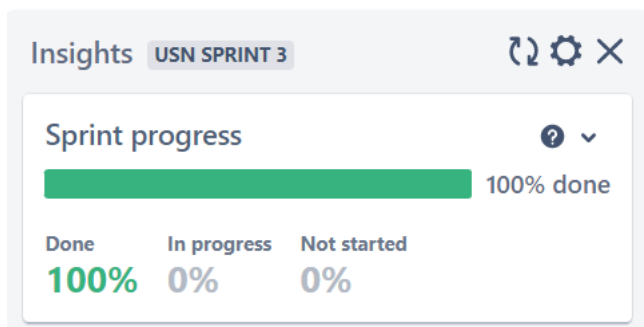 Insights USN SPRINT 3
Sprint progress
100% done
Done In progress Not started
100% 0% 0%